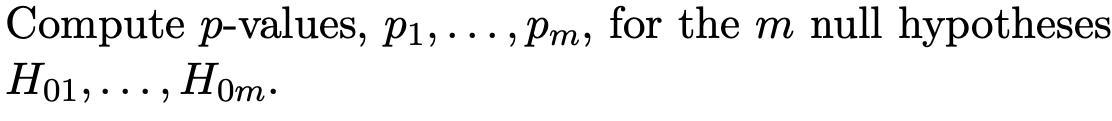 Compute p-values, p₁, . . . , pₘ, for the m null hypotheses
H₀₁, . . . , H₀ₘ.